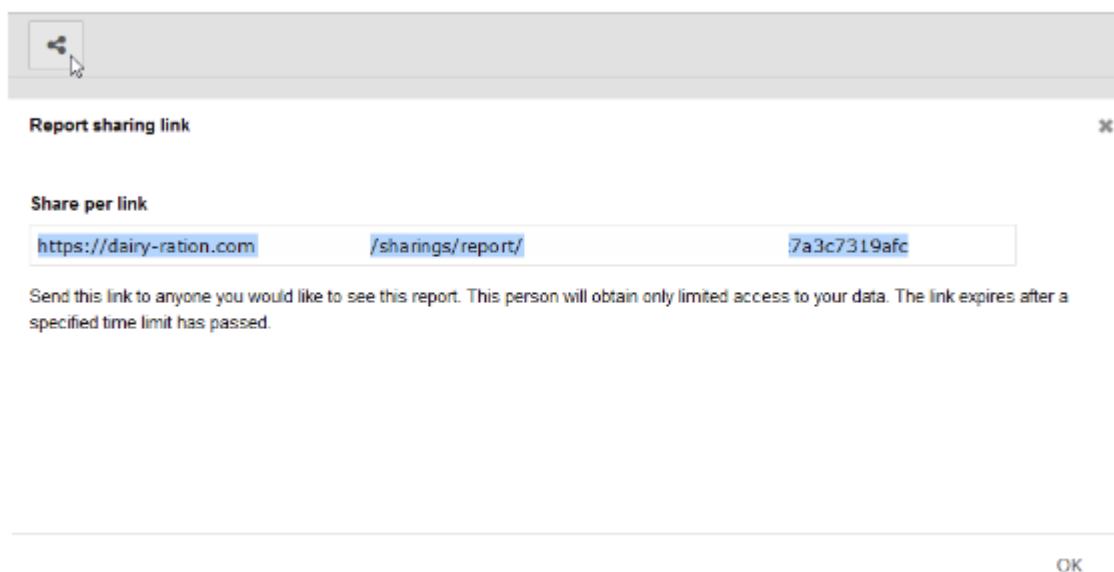 Report sharing link
Share per link
https://dairy-ration.com /sharings/report/ 7a3c7319afc
Send this link to anyone you would like to see this report. This person will obtain only limited access to your data. The link expires after a
specified time limit has passed.
OK